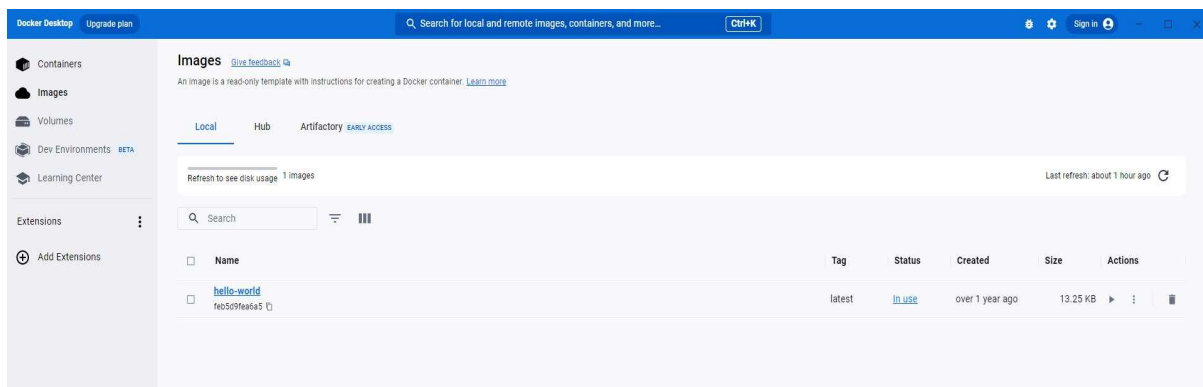 Docker Desktop Upgrade plan Search for local and remote images, containers, and more... Ctrl+K Sign in
Containers
Images
Volumes
Dev Environments BETA
Learning Center
Extensions
Add Extensions
Images Give feedback
An image is a read-only template with instructions for creating a Docker container. Learn more
Local Hub Artifactory EARLY ACCESS
Refresh to see disk usage 1 images Last refresh: about 1 hour ago
Search
Name Tag Status Created Size Actions
hello-world latest In use over 1 year ago 13.25 KB
feb5d9fea6a5